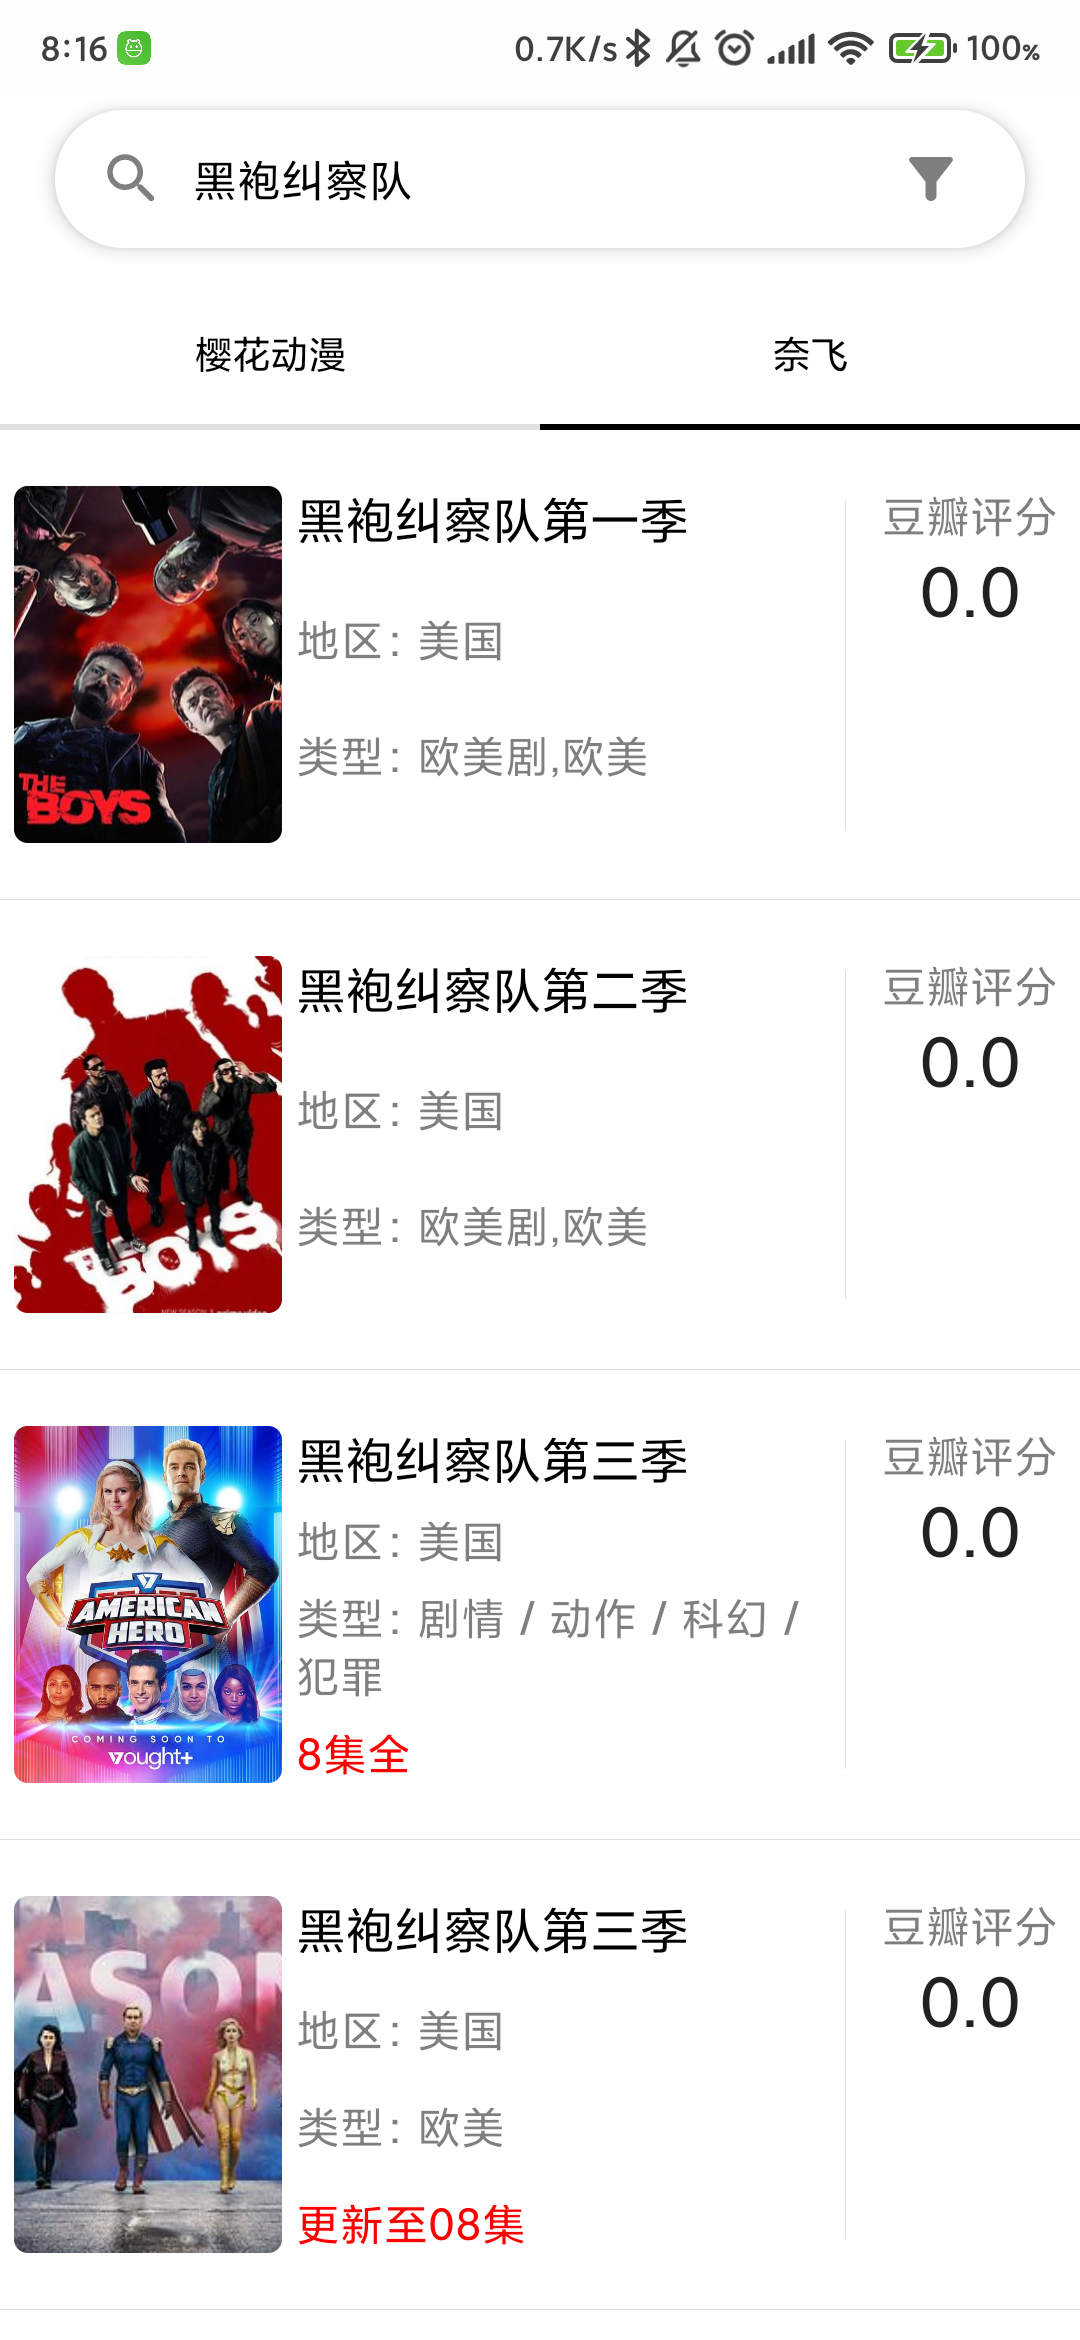 8:16
0.7K/s
100%
黑袍纠察队
樱花动漫
奈飞
黑袍纠察队第一季
地区: 美国
类型: 欧美剧,欧美
豆瓣评分
0.0
THE
BOYS
黑袍纠察队第二季
地区: 美国
类型: 欧美剧,欧美
豆瓣评分
0.0
THE
BOYS
NEW SEASON | prime video
黑袍纠察队第三季
地区: 美国
类型: 剧情 / 动作 / 科幻 /
犯罪
8集全
豆瓣评分
0.0
AMERICAN
HERO
COMING SOON TO
Vought+
黑袍纠察队第三季
地区: 美国
类型: 欧美
更新至08集
豆瓣评分
0.0
ASON